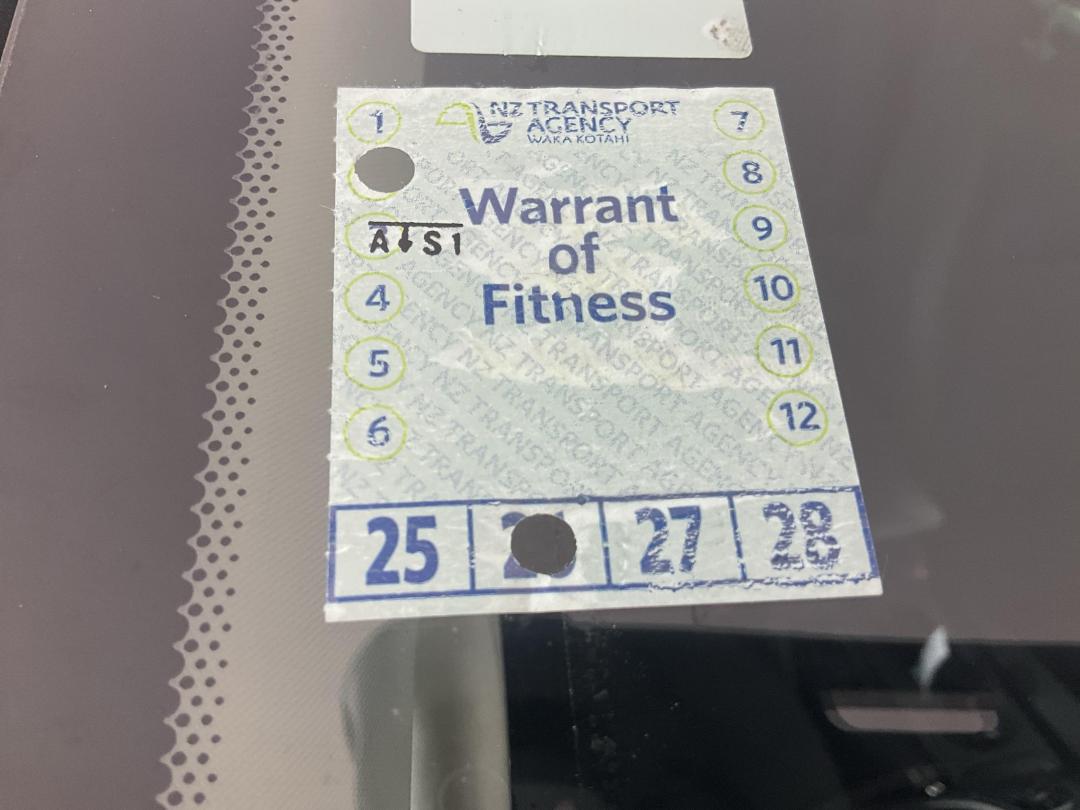 NZ TRANSPORT
AGENCY
WAKA KOTAHI
Warrant
of
Fitness
1
A↓S1
4
5
6
7
8
9
10
11
12
25
27
28